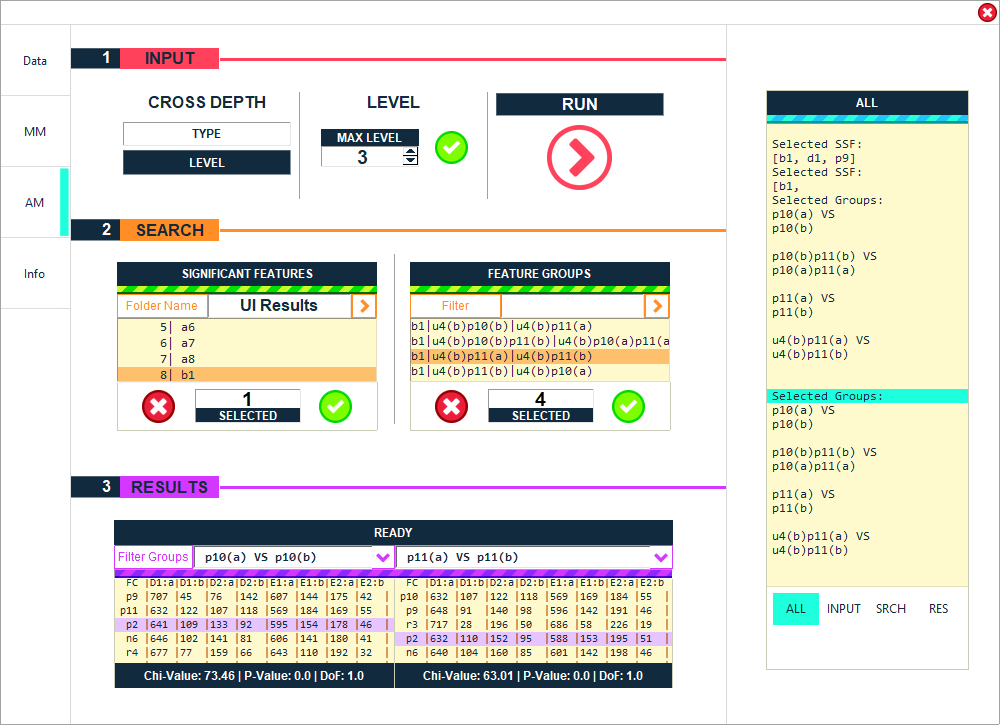 Data
MM
AM
Info
1 INPUT
CROSS DEPTH
TYPE
LEVEL
LEVEL
MAX LEVEL
3
RUN
2 SEARCH
SIGNIFICANT FEATURES
Folder Name UI Results
5| a6
6| a7
7| a8
8| b1
1
SELECTED
FEATURE GROUPS
Filter
b1|u4(b)p10(b)|u4(b)p11(a)
b1|u4(b)p10(b)p11(b)|u4(b)p10(a)p11(a
b1|u4(b)p11(a)|u4(b)p11(b)
b1|u4(b)p11(b)|u4(b)p10(a)
4
SELECTED
3 RESULTS
READY
Filter Groups p10(a) VS p10(b) p11(a) VS p11(b)
FC |D1:a|D1:b|D2:a|D2:b|E1:a|E1:b|E2:a|E2:b
p9 |707 |45 |76 |142 |607 |144 |175 |42 |
p11 |632 |122 |107 |118 |569 |184 |169 |55 |
p2 |641 |109 |133 |92 |595 |154 |178 |46 |
n6 |646 |102 |141 |81 |606 |141 |180 |41 |
r4 |677 |77 |159 |66 |643 |110 |192 |32 |
Chi-Value: 73.46 | P-Value: 0.0 | DoF: 1.0
FC |D1:a|D1:b|D2:a|D2:b|E1:a|E1:b|E2:a|E2:b
p10 |632 |107 |122 |118 |569 |169 |184 |55 |
p9 |648 |91 |140 |98 |596 |142 |191 |46 |
r3 |717 |28 |196 |50 |686 |58 |226 |19 |
p2 |632 |110 |152 |95 |588 |153 |195 |51 |
n6 |640 |104 |160 |85 |601 |142 |198 |46 |
Chi-Value: 63.01 | P-Value: 0.0 | DoF: 1.0
ALL
Selected SSF:
[b1, d1, p9]
Selected SSF:
[b1,
Selected Groups:
p10(a) VS
p10(b)
p10(b)p11(b) VS
p10(a)p11(a)
p11(a) VS
p11(b)
u4(b)p11(a) VS
u4(b)p11(b)
Selected Groups:
p10(a) VS
p10(b)
p10(b)p11(b) VS
p10(a)p11(a)
p11(a) VS
p11(b)
u4(b)p11(a) VS
u4(b)p11(b)
ALL INPUT SRCH RES